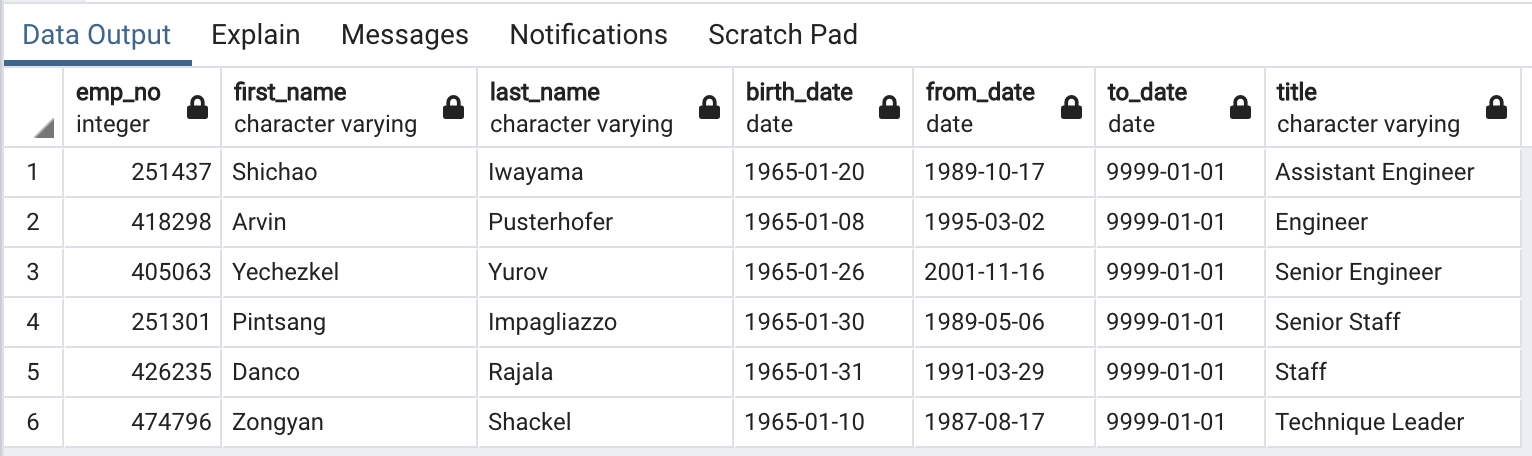 Data Output Explain Messages Notifications Scratch Pad
emp_no first_name last_name birth_date from_date to_date title
integer character varying character varying date date date character varying
1 251437 Shichao Iwayama 1965-01-20 1989-10-17 9999-01-01 Assistant Engineer
2 418298 Arvin Pusterhofer 1965-01-08 1995-03-02 9999-01-01 Engineer
3 405063 Yechezkel Yurov 1965-01-26 2001-11-16 9999-01-01 Senior Engineer
4 251301 Pintsang Impagliazzo 1965-01-30 1989-05-06 9999-01-01 Senior Staff
5 426235 Danco Rajala 1965-01-31 1991-03-29 9999-01-01 Staff
6 474796 Zongyan Shackel 1965-01-10 1987-08-17 9999-01-01 Technique Leader